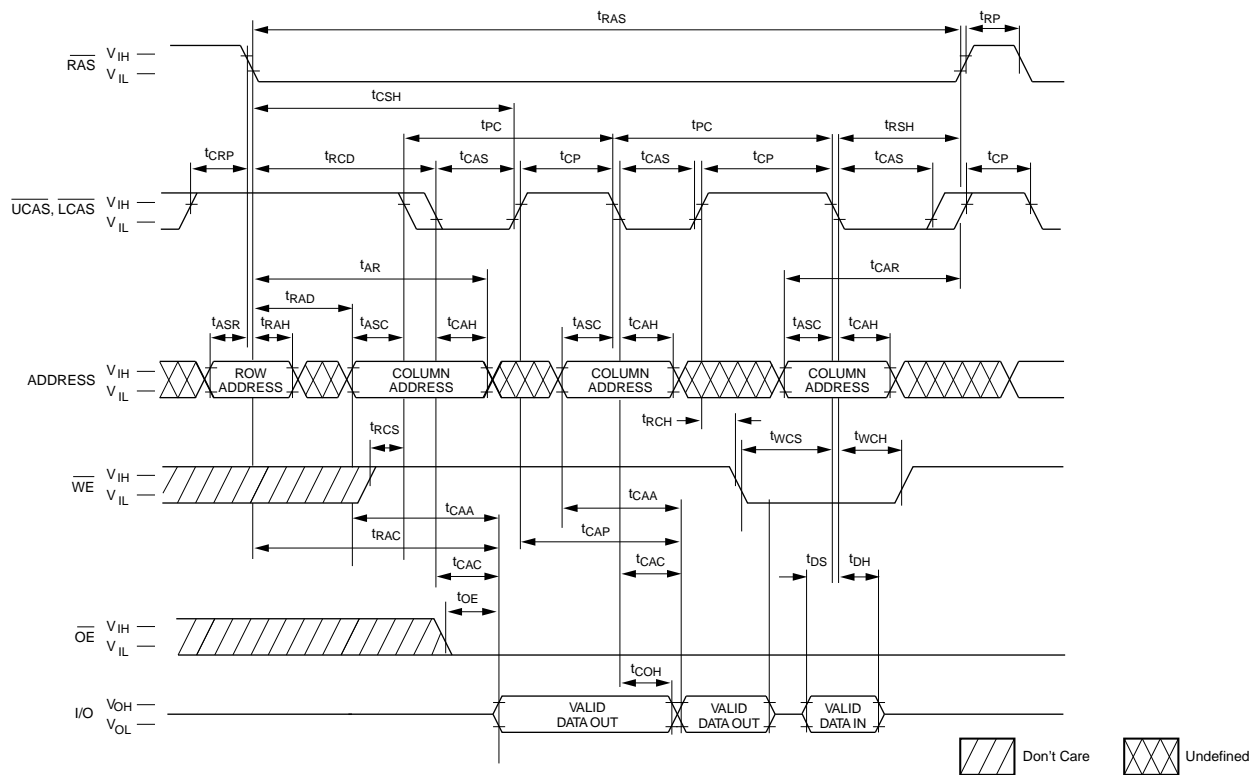 tRAS
tRP
RAS
VIH
VIL
tCSH
tPC
tPC
tRSH
tCRP
tRCD
tCAS
tCP
tCAS
tCP
tCAS
tCP
UCAS, LCAS
VIH
VIL
tAR
tCAR
tRAD
tASR
tRAH
tASC
tCAH
tASC
tCAH
tASC
tCAH
ADDRESS
VIH
VIL
ROW
ADDRESS
COLUMN
ADDRESS
COLUMN
ADDRESS
COLUMN
ADDRESS
tRCH
tRCS
tWCS
tWCH
WE
VIH
VIL
tCAA
tCAA
tRAC
tCAP
tCAC
tCAC
tDS
tDH
tOE
OE
VIH
VIL
tCOH
I/O
VOH
VOL
VALID
DATA OUT
VALID
DATA OUT
VALID
DATA IN
Don't Care
Undefined